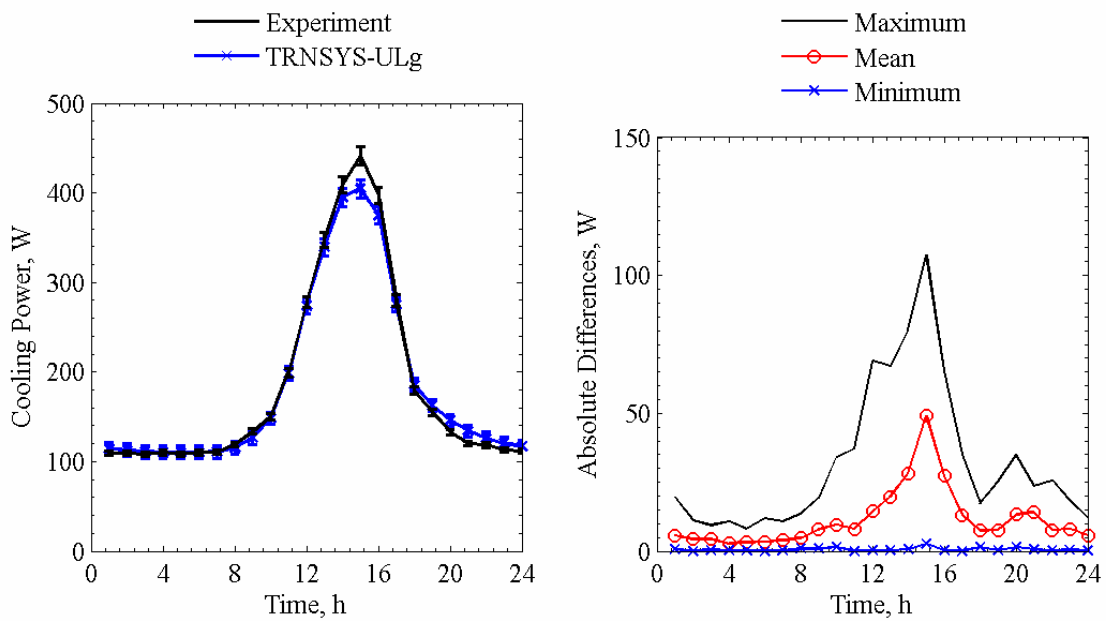 Experiment
TRNSYS-ULg
500
400
300
200
100
0
Cooling Power, W
0 4 8 12 16 20 24
Time, h
Maximum
Mean
Minimum
150
100
50
0
Absolute Differences, W
0 4 8 12 16 20 24
Time, h